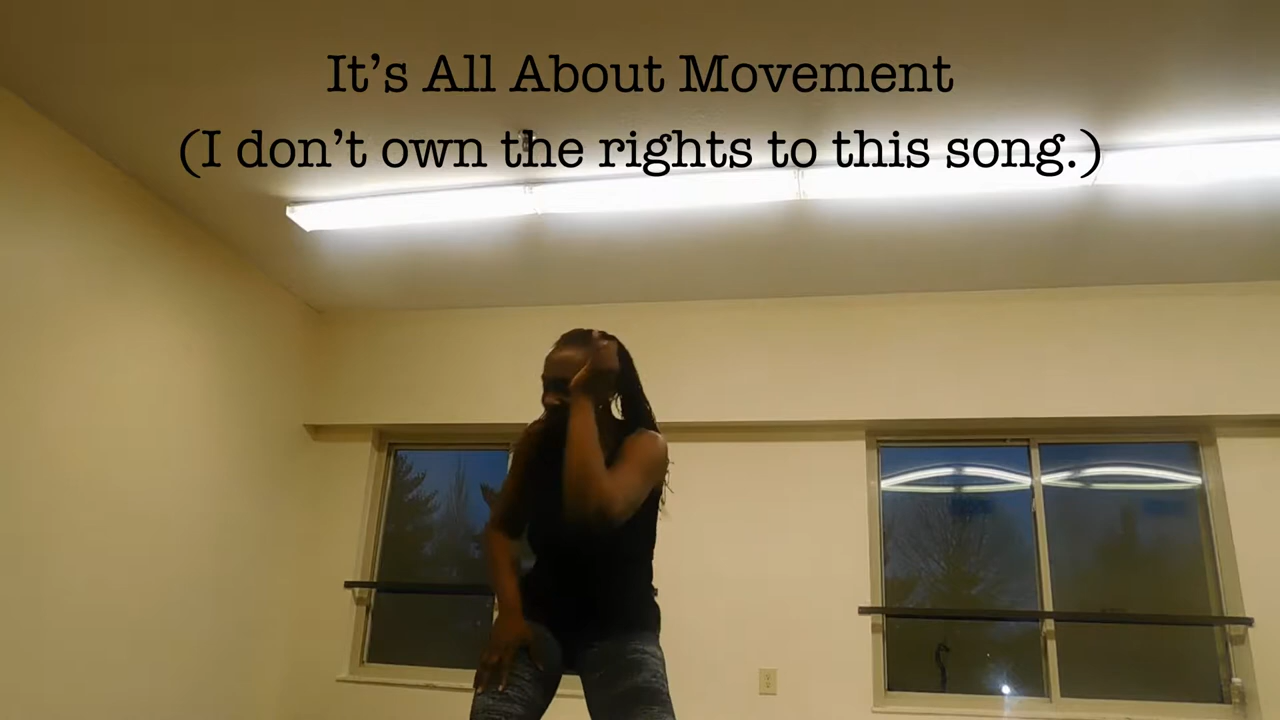 It’s All About Movement
(I don’t own the rights to this song.)